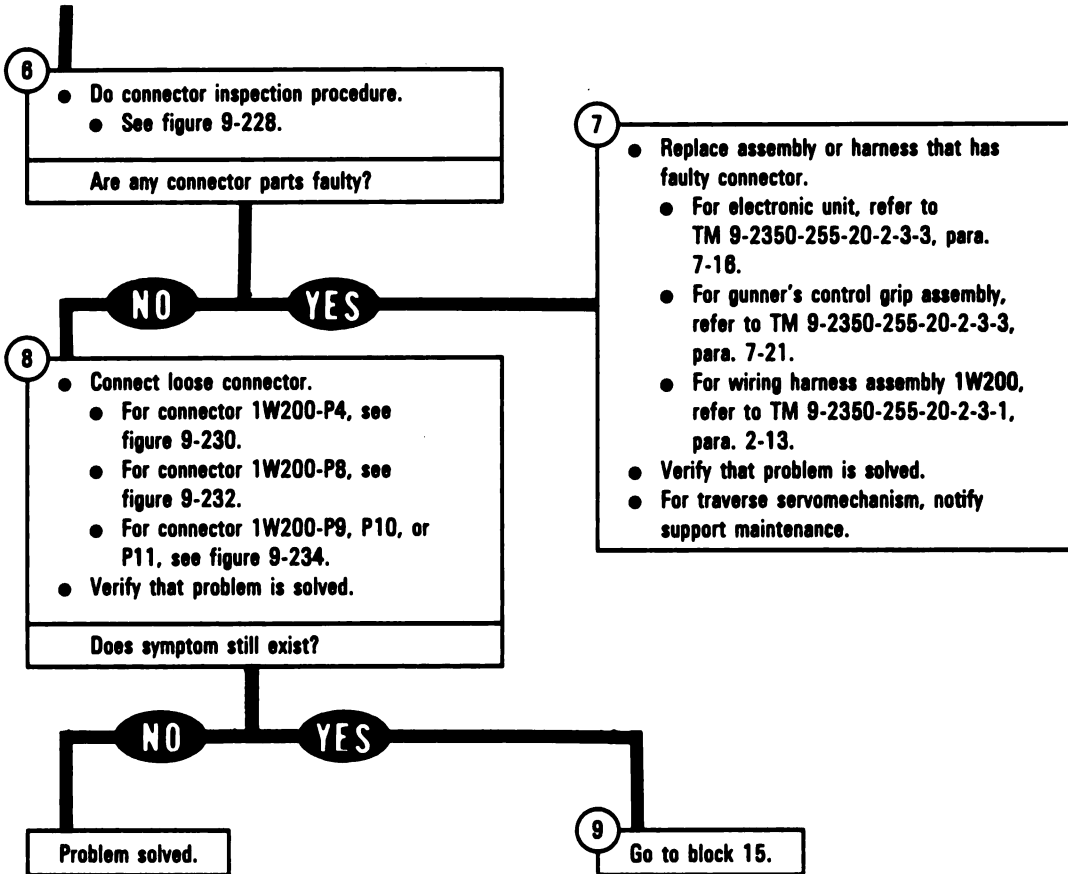 6
● Do connector inspection procedure.
● See figure 9-228.
Are any connector parts faulty?
NO
YES
7
● Replace assembly or harness that has
faulty connector.
● For electronic unit, refer to
TM 9-2350-255-20-2-3-3, para.
7-16.
● For gunner's control grip assembly,
refer to TM 9-2350-255-20-2-3-3,
para. 7-21.
● For wiring harness assembly 1W200,
refer to TM 9-2350-255-20-2-3-1,
para. 2-13.
● Verify that problem is solved.
● For traverse servomechanism, notify
support maintenance.
8
● Connect loose connector.
● For connector 1W200-P4, see
figure 9-230.
● For connector 1W200-P8, see
figure 9-232.
● For connector 1W200-P9, P10, or
P11, see figure 9-234.
● Verify that problem is solved.
Does symptom still exist?
NO
YES
Problem solved.
9
Go to block 15.